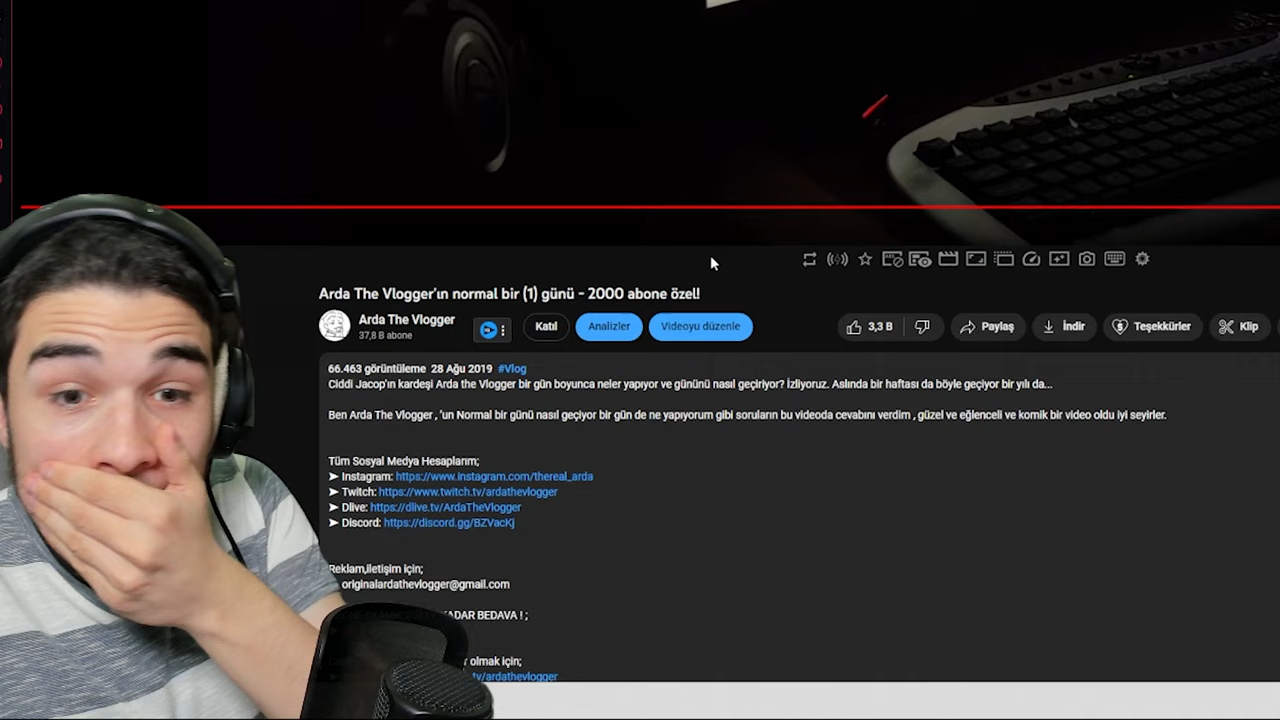 Arda The Vlogger'ın normal bir (1) günü - 2000 abone özel!
Arda The Vlogger
37,8 B abone
Katıl
Analizler
Videoyu düzenle
3,3 B
Paylaş
İndir
Teşekkürler
Klip
66.463 görüntüleme 28 Ağu 2019 #Vlog
Ciddi Jacop'ın kardeşi Arda the Vlogger bir gün boyunca neler yapıyor ve gününü nasıl geçiriyor? İzliyoruz. Aslında bir haftası da böyle geçiyor bir yılı da...
Ben Arda The Vlogger , 'un Normal bir günü nasıl geçiyor bir gün de ne yapıyorum gibi soruların bu videoda cevabını verdim , güzel ve eğlenceli ve komik bir video oldu iyi seyirler.
Tüm Sosyal Medya Hesaplarım;
➤ Instagram: https://www.instagram.com/thereal_arda
➤ Twitch: https://www.twitch.tv/ardathevlogger
➤ Dlive: https://dlive.tv/ArdaTheVlogger
➤ Discord: https://discord.gg/BZVacKj
Reklam,iletişim için;
originalardathevlogger@gmail.com
KADAR BEDAVA ! ;
olmak için;
tv/ardathevlogger